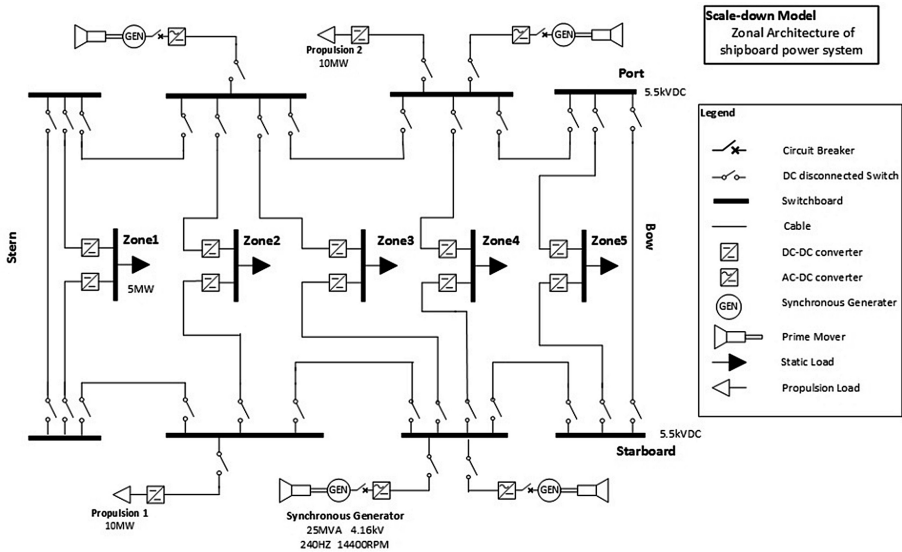 Scale-down Model
Zonal Architecture of
shipboard power system
GEN
Propulsion 2
10MW
GEN
Port
5.5kVDC
Legend
Circuit Breaker
DC disconnected Switch
Switchboard
Cable
DC-DC converter
AC-DC converter
GEN
Synchronous Generater
Prime Mover
Static Load
Propulsion Load
Stern
Zone1
5MW
Zone2
Zone3
Zone4
Zone5
Bow
5.5kVDC
Starboard
Propulsion 1
10MW
GEN
GEN
Synchronous Generator
25MVA 4.16kV
240HZ 14400RPM